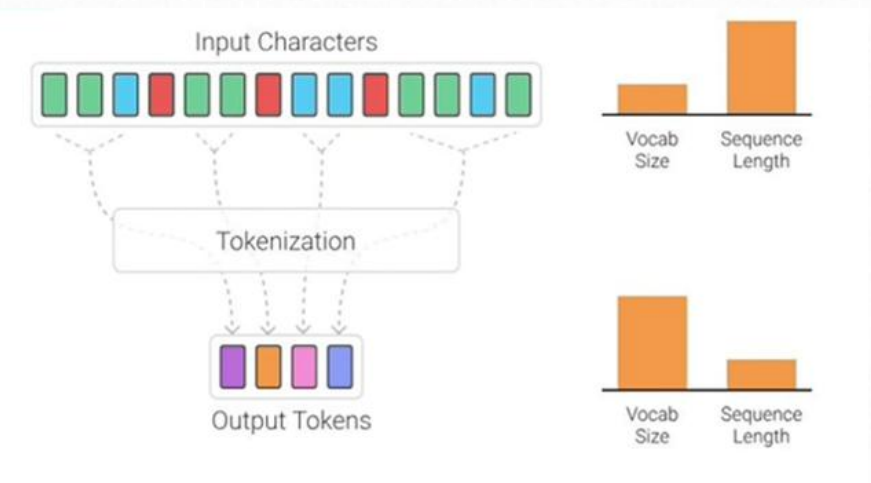 Input Characters
Vocab
Size
Sequence
Length
Tokenization
Output Tokens
Vocab
Size
Sequence
Length